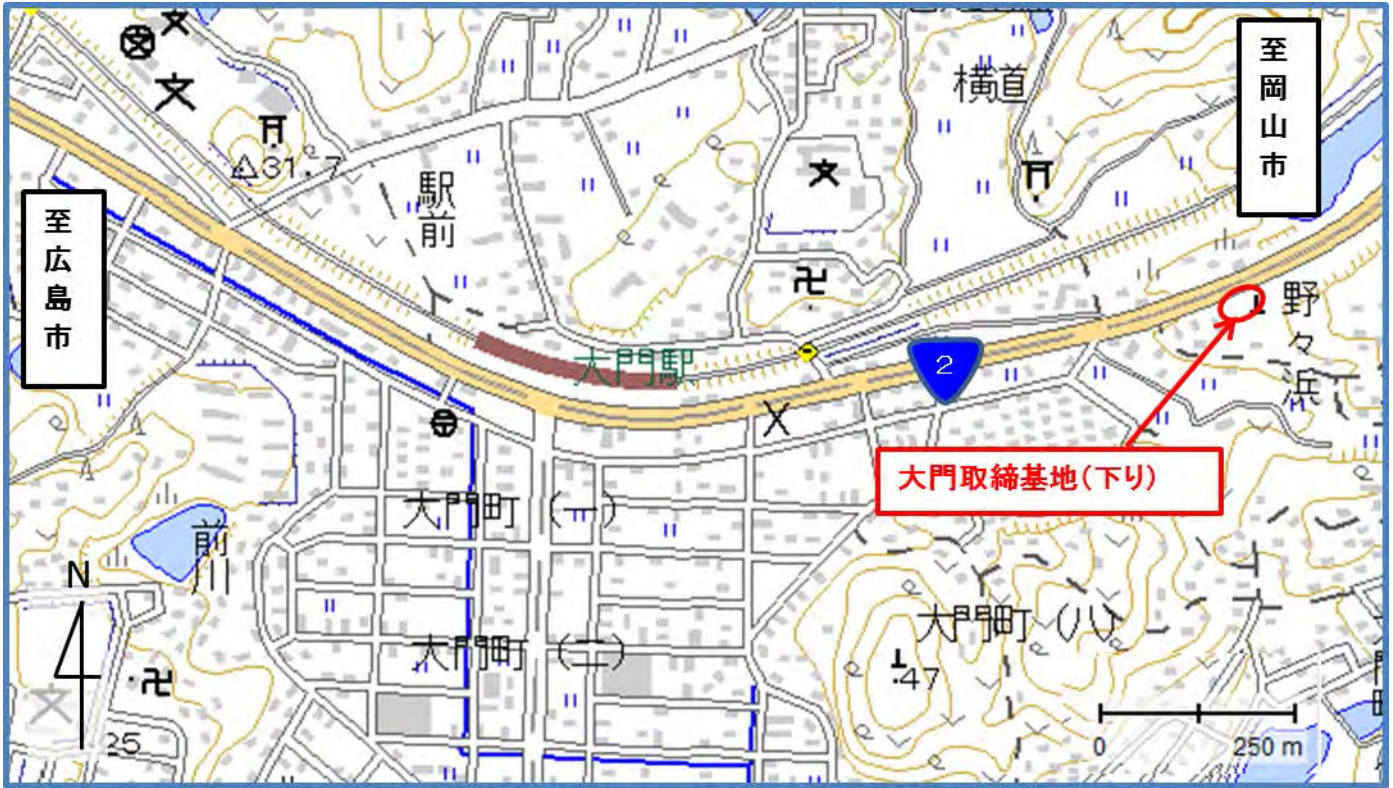 横道
至岡山市
△31.7
駅前
至広島市
野々浜
大門駅
2
大門取締基地(下り)
大門町(一)
前川
N
大門町(二)
大門町(八)
47
25
0 250 m